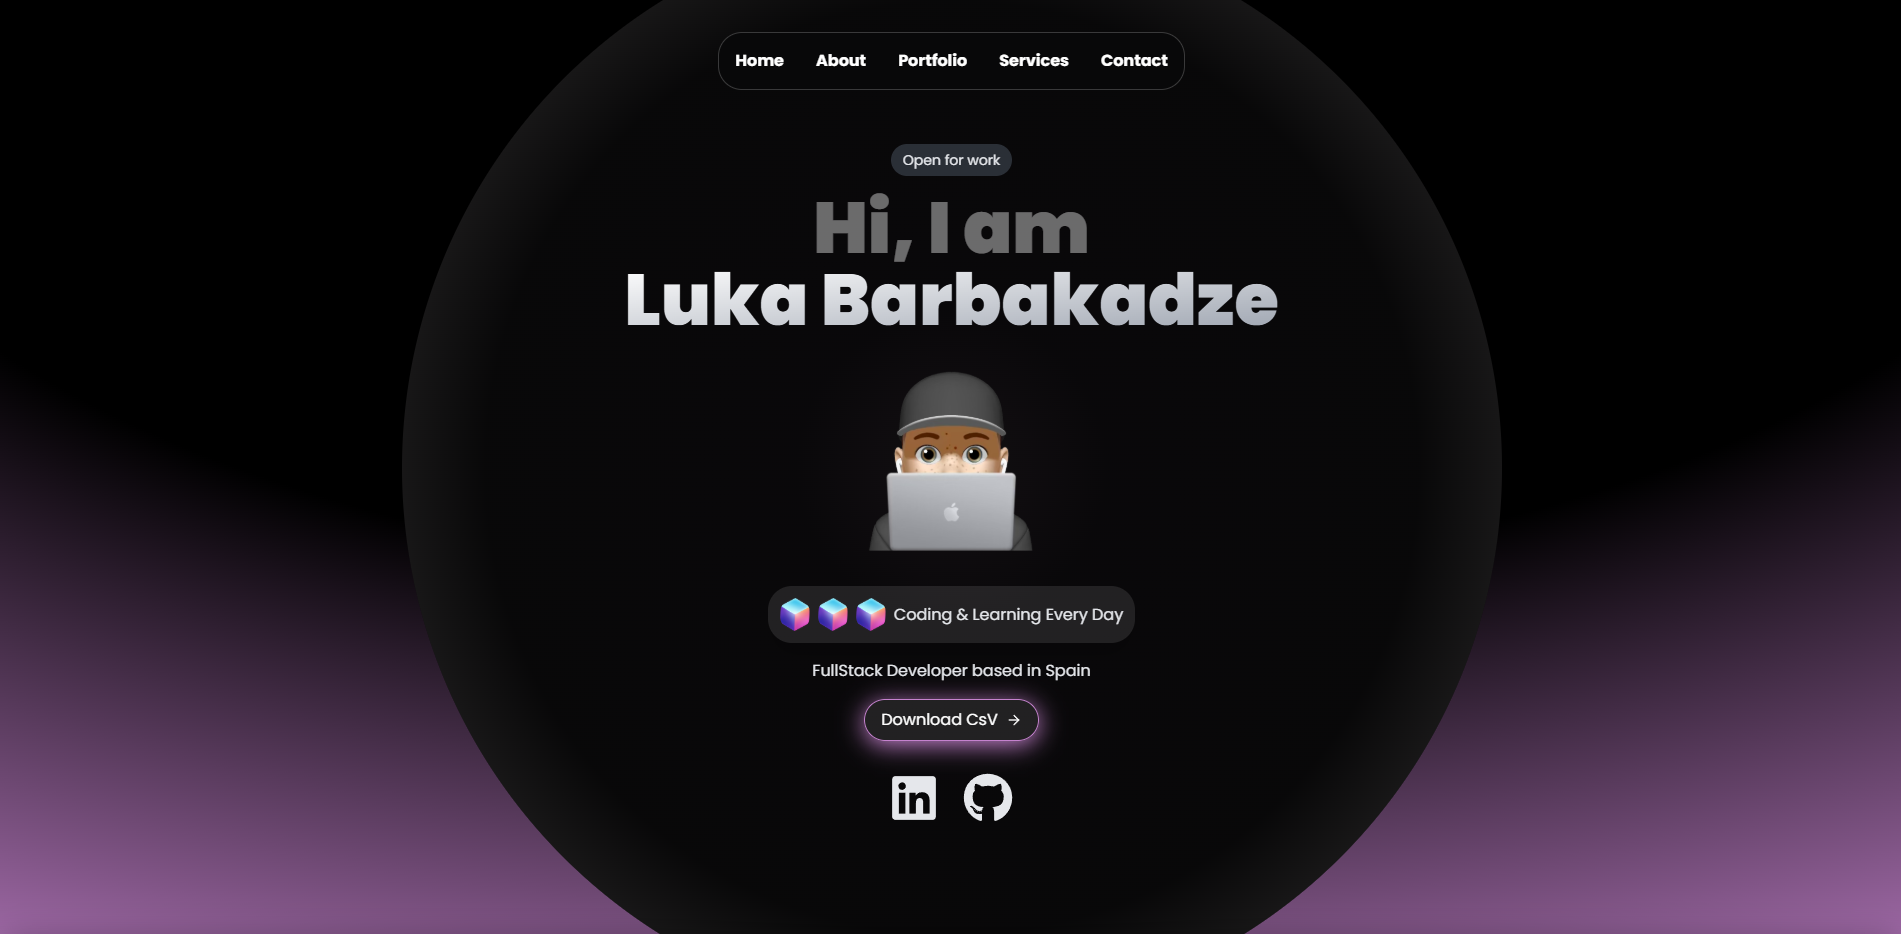 Home About Portfolio Services Contact
Open for work
Hi, I am
Luka Barbakadze
Coding & Learning Every Day
FullStack Developer based in Spain
Download CsV →
in